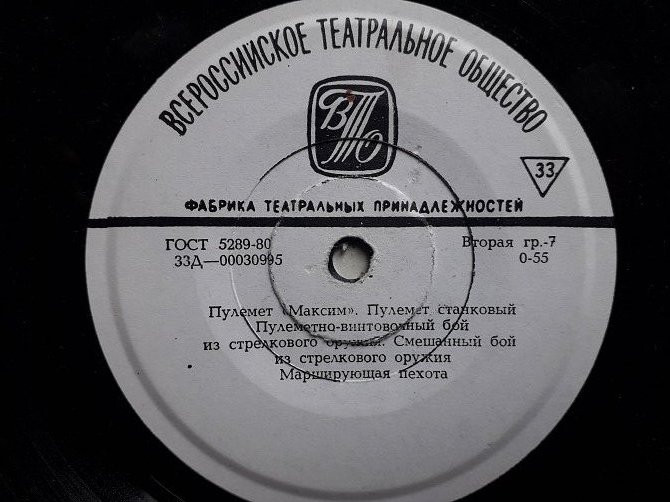 ВСЕРОССИЙСКОЕ ТЕАТРАЛЬНОЕ ОБЩЕСТВО
ВТО
33
ФАБРИКА ТЕАТРАЛЬНЫХ ПРИНАДЛЕЖНОСТЕЙ
ГОСТ 5289-80
33Д—00030995
Вторая гр.-7
0-55
Пулемет «Максим». Пулемет станковый
Пулеметно-винтовочный бой
из стрелкового оружия. Смешанный бой
из стрелкового оружия
Марширующая пехота